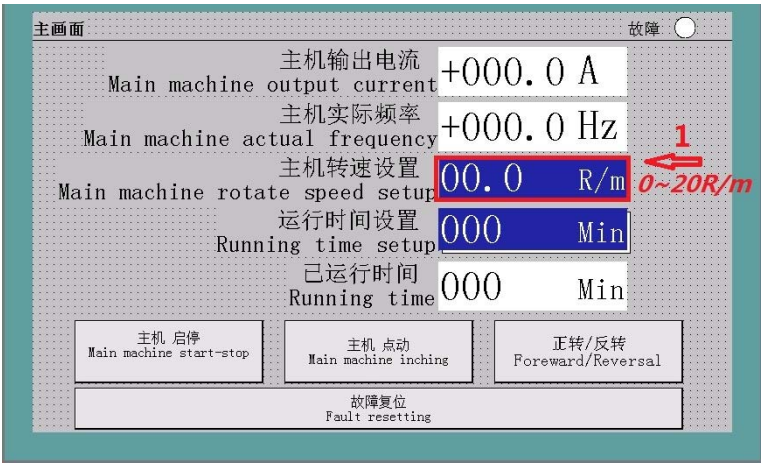 主画面
故障
主机输出电流
Main machine output current
+000.0 A
主机实际频率
Main machine actual frequency
+000.0 Hz
主机转速设置
Main machine rotate speed setup
00.0 R/m
1
0~20R/m
运行时间设置
Running time setup
000 Min
已运行时间
Running time
000 Min
主机 启停
Main machine start-stop
主机 点动
Main machine inching
正转/反转
Foreward/Reversal
故障复位
Fault resetting